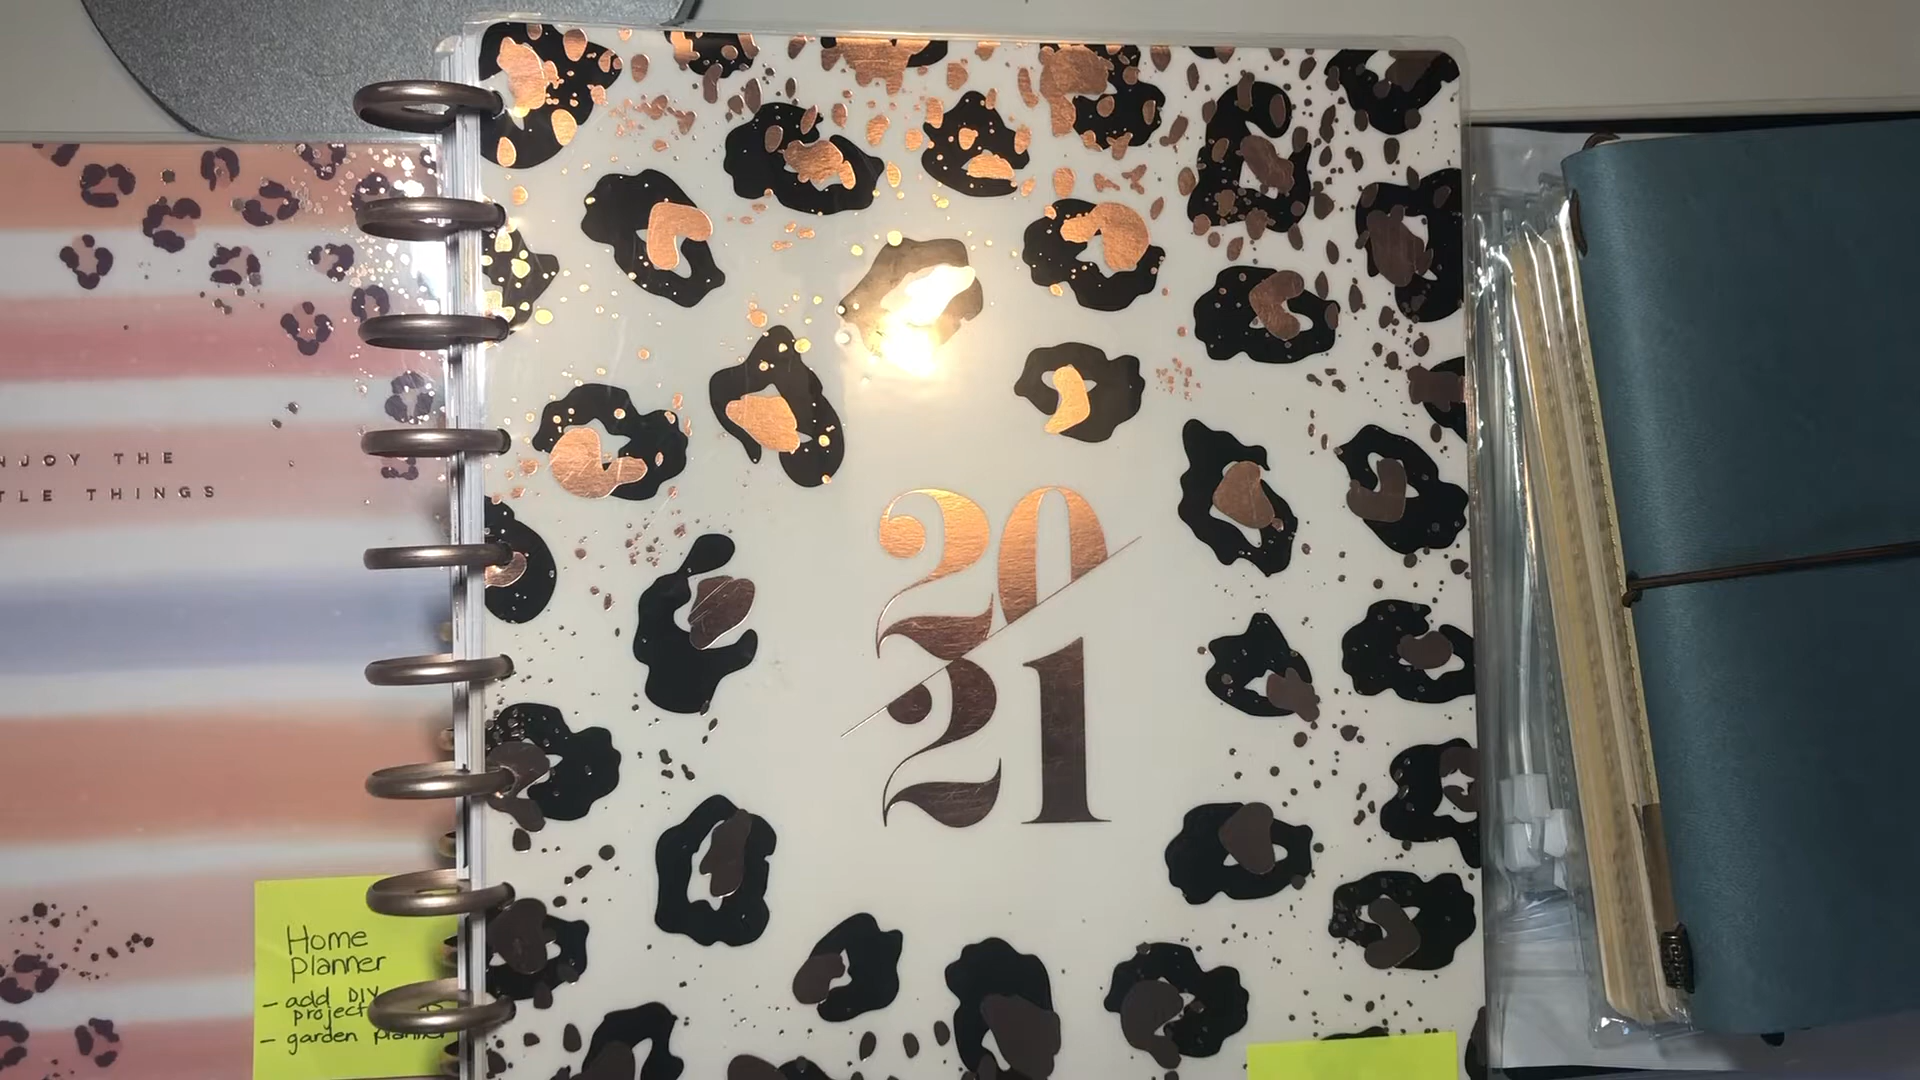 NJOY THE
TLE THINGS
20
21
Home
planner
- add DIY
project
- garden planner